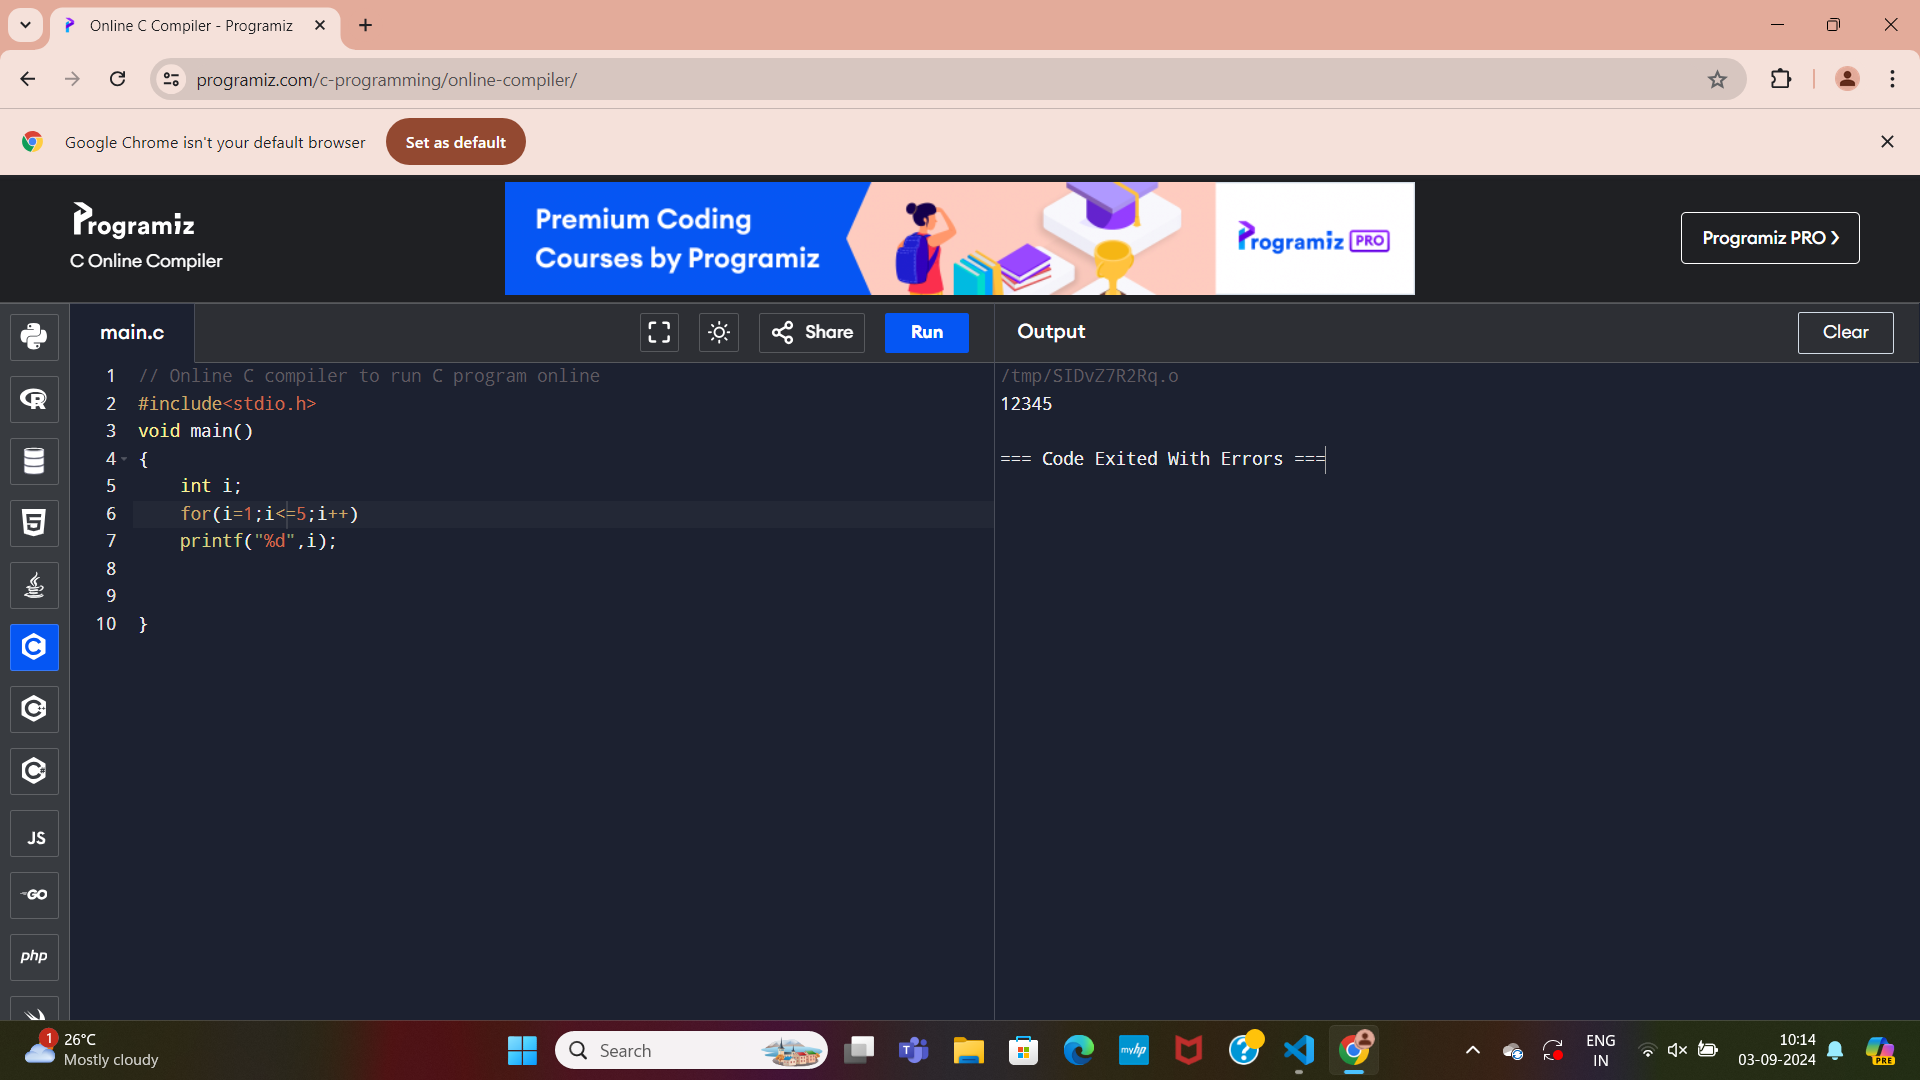 Online C Compiler - Programiz
programiz.com/c-programming/online-compiler/
Google Chrome isn't your default browser
Set as default
Programiz
C Online Compiler
Premium Coding
Courses by Programiz
Programiz PRO
Programiz PRO
main.c
Share
Run
Output
Clear
1 // Online C compiler to run C program online
2 #include<stdio.h>
3 void main()
4 {
5 int i;
6 for(i=1;i<=5;i++)
7 printf("%d",i);
8
9
10 }
/tmp/SIDvZ7R2Rq.o
12345
=== Code Exited With Errors ===
JS
GO
php
1
26°C
Mostly cloudy
Search
myhp
ENG
IN
10:14
03-09-2024
PRE